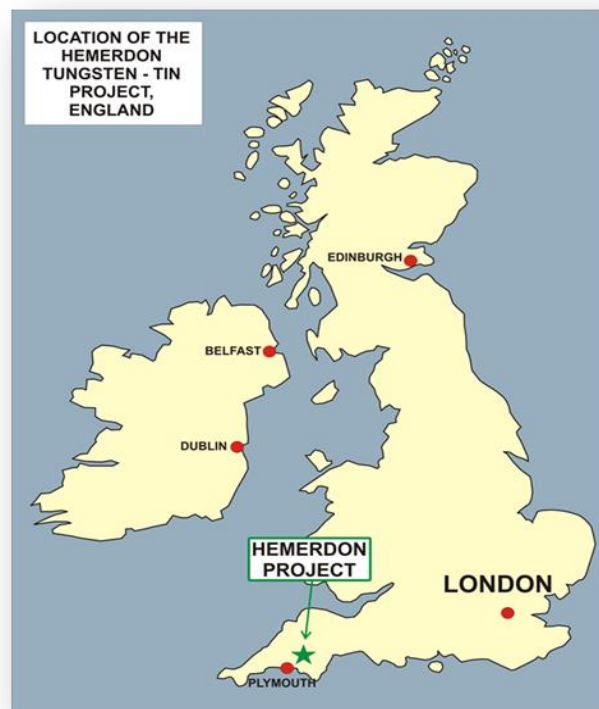 LOCATION OF THE
HEMERDON
TUNGSTEN - TIN
PROJECT,
ENGLAND
EDINBURGH
BELFAST
DUBLIN
HEMERDON
PROJECT
LONDON
PLYMOUTH